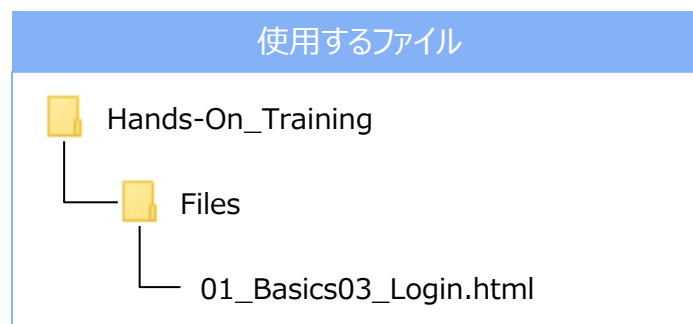 使用するファイル
Hands-On_Training
Files
01_Basics03_Login.html